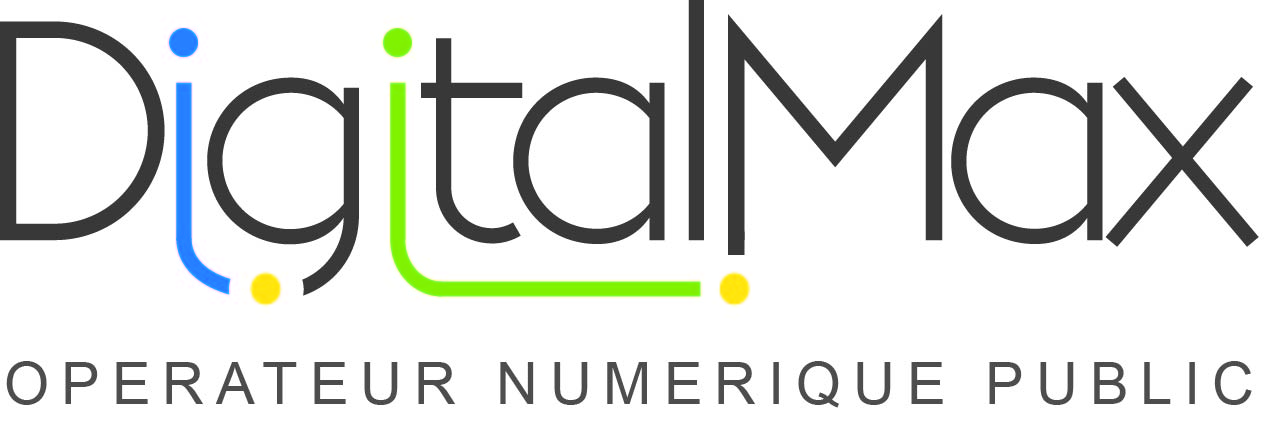 DigitalMax
OPERATEUR NUMERIQUE PUBLIC